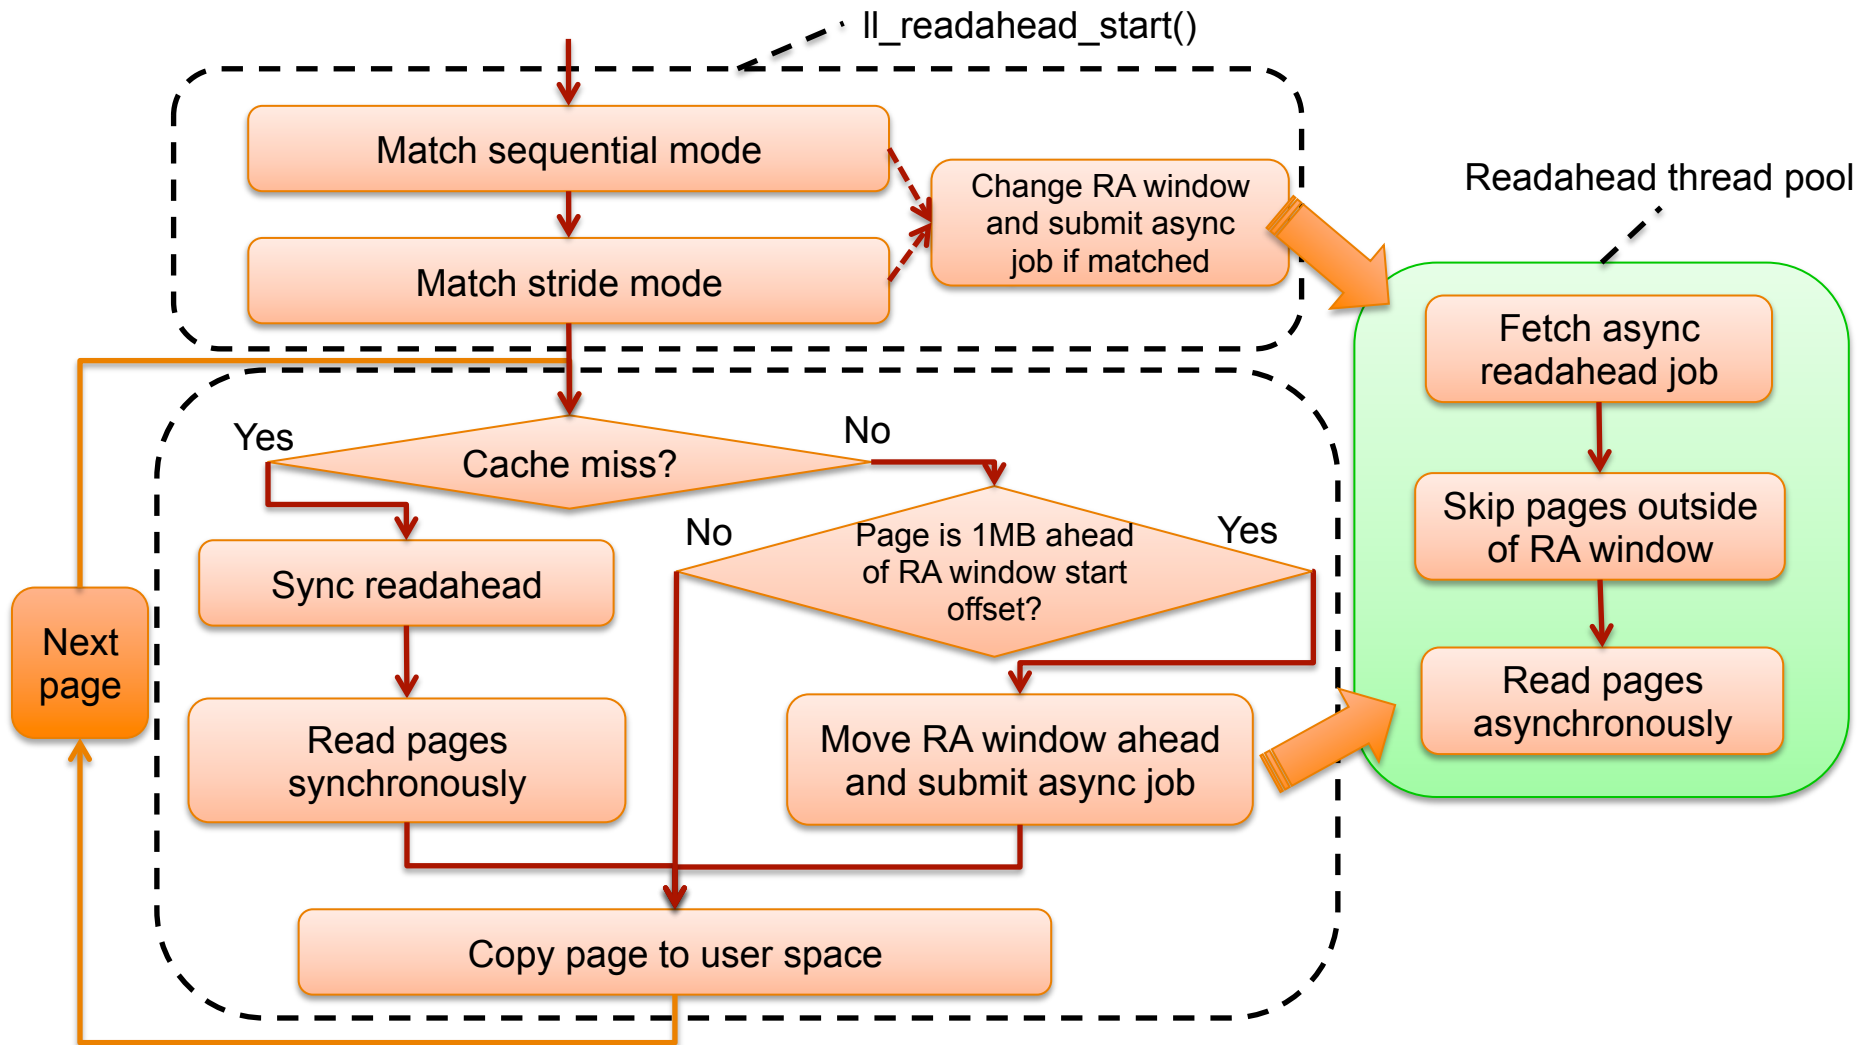 ll_readahead_start()
Match sequential mode
Change RA window
and submit async
job if matched
Match stride mode
Readahead thread pool
Fetch async
readahead job
Skip pages outside
of RA window
Read pages
asynchronously
Yes
Cache miss?
No
Sync readahead
No
Page is 1MB ahead
of RA window start
offset?
Yes
Next
page
Read pages
synchronously
Move RA window ahead
and submit async job
Copy page to user space